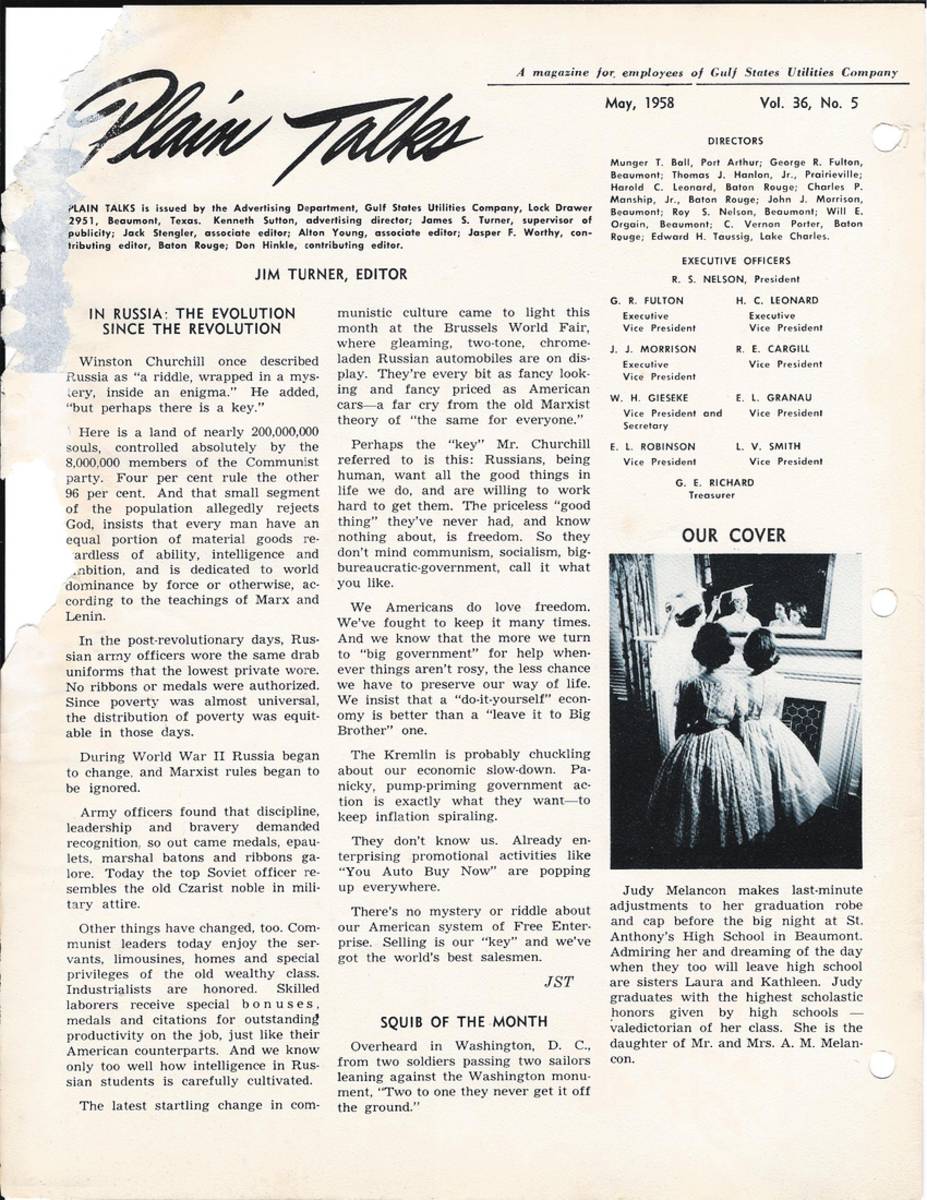 A magazine for employees of Gulf States Utilities Company
Plain Talks
May, 1958 Vol. 36, No. 5
PLAIN TALKS is issued by the Advertising Department, Gulf States Utilities Company, Lock Drawer
2951, Beaumont, Texas. Kenneth Sutton, advertising director; James S. Turner, supervisor of
publicity; Jack Stengler, associate editor; Alton Young, associate editor; Jasper F. Worthy, con-
tributing editor, Baton Rouge; Don Hinkle, contributing editor.
JIM TURNER, EDITOR
IN RUSSIA: THE EVOLUTION
SINCE THE REVOLUTION
Winston Churchill once described
Russia as “a riddle, wrapped in a mys-
tery, inside an enigma.” He added,
“but perhaps there is a key.”
Here is a land of nearly 200,000,000
souls, controlled absolutely by the
8,000,000 members of the Communist
party. Four per cent rule the other
96 per cent. And that small segment
of the population allegedly rejects
God, insists that every man have an
equal portion of material goods re-
ardless of ability, intelligence and
mbition, and is dedicated to world
dominance by force or otherwise, ac-
cording to the teachings of Marx and
Lenin.
In the post-revolutionary days, Rus-
sian army officers wore the same drab
uniforms that the lowest private wore.
No ribbons or medals were authorized.
Since poverty was almost universal,
the distribution of poverty was equit-
able in those days.
During World War II Russia began
to change, and Marxist rules began to
be ignored.
Army officers found that discipline,
leadership and bravery demanded
recognition, so out came medals, epau-
lets, marshal batons and ribbons ga-
lore. Today the top Soviet officer re-
sembles the old Czarist noble in mili-
tary attire.
Other things have changed, too. Com-
munist leaders today enjoy the ser-
vants, limousines, homes and special
privileges of the old wealthy class.
Industrialists are honored. Skilled
laborers receive special bonuses,
medals and citations for outstanding
productivity on the job, just like their
American counterparts. And we know
only too well how intelligence in Rus-
sian students is carefully cultivated.
The latest startling change in com-
munistic culture came to light this
month at the Brussels World Fair,
where gleaming, two-tone, chrome-
laden Russian automobiles are on dis-
play. They're every bit as fancy look-
ing and fancy priced as American
cars—a far cry from the old Marxist
theory of “the same for everyone.”
Perhaps the “key” Mr. Churchill
referred to is this: Russians, being
human, want all the good things in
life we do, and are willing to work
hard to get them. The priceless “good
thing” they've never had, and know
nothing about, is freedom. So they
don't mind communism, socialism, big-
bureaucratic-government, call it what
you like.
We Americans do love freedom.
We've fought to keep it many times.
And we know that the more we turn
to “big government” for help when-
ever things aren't rosy, the less chance
we have to preserve our way of life.
We insist that a “do-it-yourself” econ-
omy is better than a “leave it to Big
Brother” one.
The Kremlin is probably chuckling
about our economic slow-down. Pa-
nicky, pump-priming government ac-
tion is exactly what they want—to
keep inflation spiraling.
They don't know us. Already en-
terprising promotional activities like
“You Auto Buy Now” are popping
up everywhere.
There's no mystery or riddle about
our American system of Free Enter-
prise. Selling is our “key” and we've
got the world's best salesmen.
JST
SQUIB OF THE MONTH
Overheard in Washington, D. C.,
from two soldiers passing two sailors
leaning against the Washington monu-
ment, “Two to one they never get it off
the ground.”
DIRECTORS
Munger T. Ball, Port Arthur; George R. Fulton,
Beaumont; Thomas J. Hanlon, Jr., Prairieville;
Harold C. Leonard, Baton Rouge; Charles P.
Manship, Jr., Baton Rouge; John J. Morrison,
Beaumont; Roy S. Nelson, Beaumont; Will E.
Orgain, Beaumont; C. Vernon Porter, Baton
Rouge; Edward H. Taussig, Lake Charles.
EXECUTIVE OFFICERS
R. S. NELSON, President
G. R. FULTON H. C. LEONARD
Executive Executive
Vice President Vice President
J. J. MORRISON R. E. CARGILL
Executive Vice President
Vice President
W. H. GIESEKE E. L. GRANAU
Vice President and Vice President
Secretary
E. L. ROBINSON L. V. SMITH
Vice President Vice President
G. E. RICHARD
Treasurer
OUR COVER
Judy Melancon makes last-minute
adjustments to her graduation robe
and cap before the big night at St.
Anthony's High School in Beaumont.
Admiring her and dreaming of the day
when they too will leave high school
are sisters Laura and Kathleen. Judy
graduates with the highest scholastic
honors given by high schools —
valedictorian of her class. She is the
daughter of Mr. and Mrs. A. M. Melan-
con.